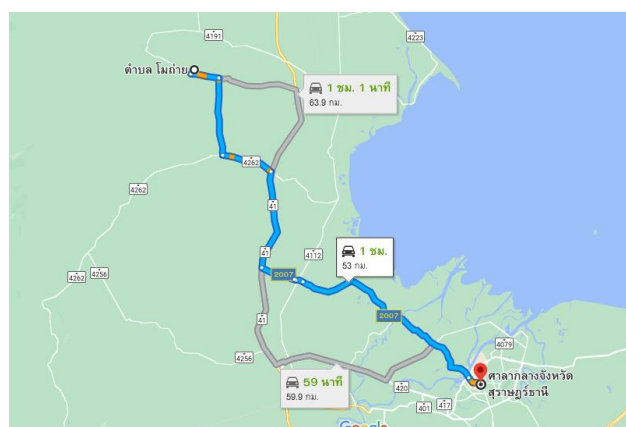 4191
4223
ตำบล โมถ่าย
1 ชม. 1 นาที
63.9 กม.
4262
4262
41
41
4112
1 ชม.
53 กม.
2007
4262
4256
2007
41
4079
4256
59 นาที
59.9 กม.
420
401
417
ศาลากลางจังหวัด
สุราษฎร์ธานี
Google